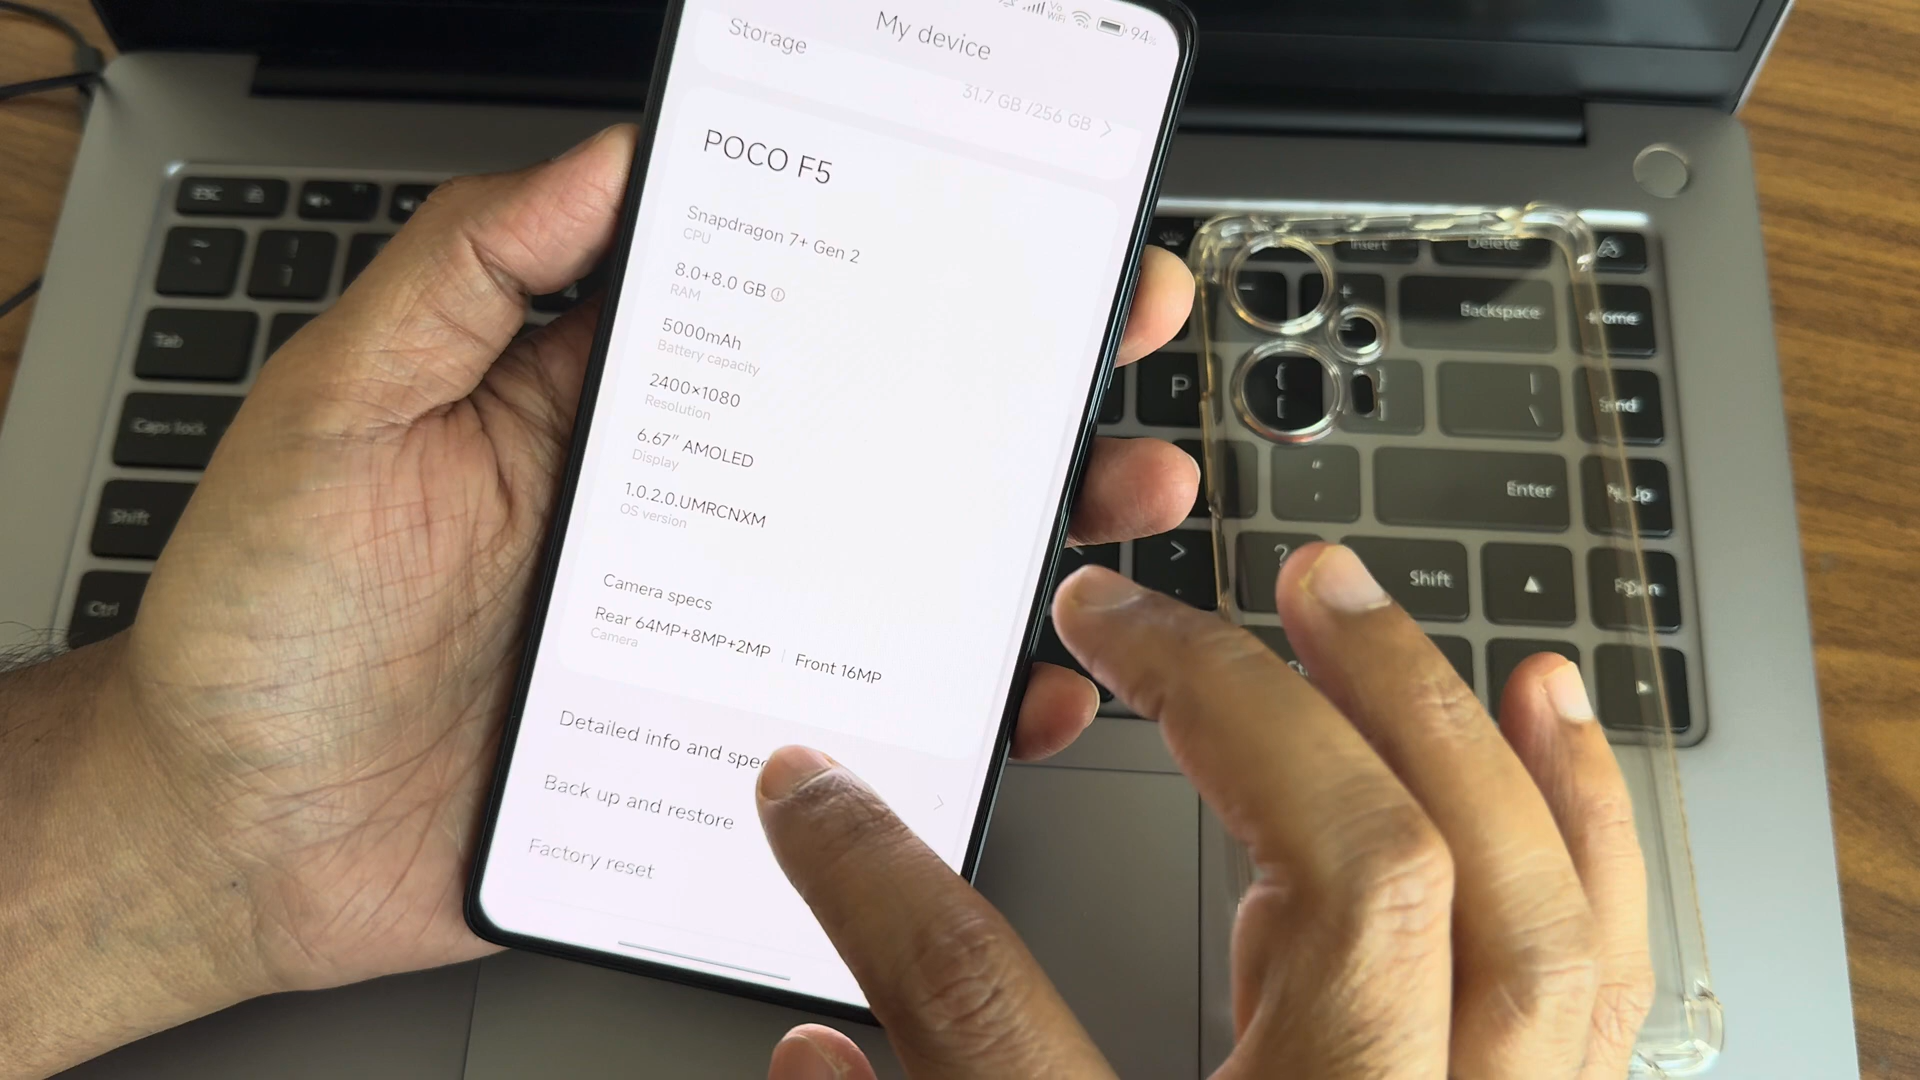 Vo
WiFi
94%
My device
Storage
31.7 GB /256 GB
POCO F5
Snapdragon 7+ Gen 2
CPU
8.0+8.0 GB
RAM
5000mAh
Battery capacity
2400×1080
Resolution
6.67" AMOLED
Display
1.0.2.0.UMRCNXM
OS version
Camera specs
Rear 64MP+8MP+2MP | Front 16MP
Camera
Detailed info and spec
Back up and restore
Factory reset
ESC
Tab
Caps lock
Shift
Ctrl
Insert
Delete
- + =
Backspace
P
{ [ } ]
| \
" '
Enter
>
?
Shift
▲